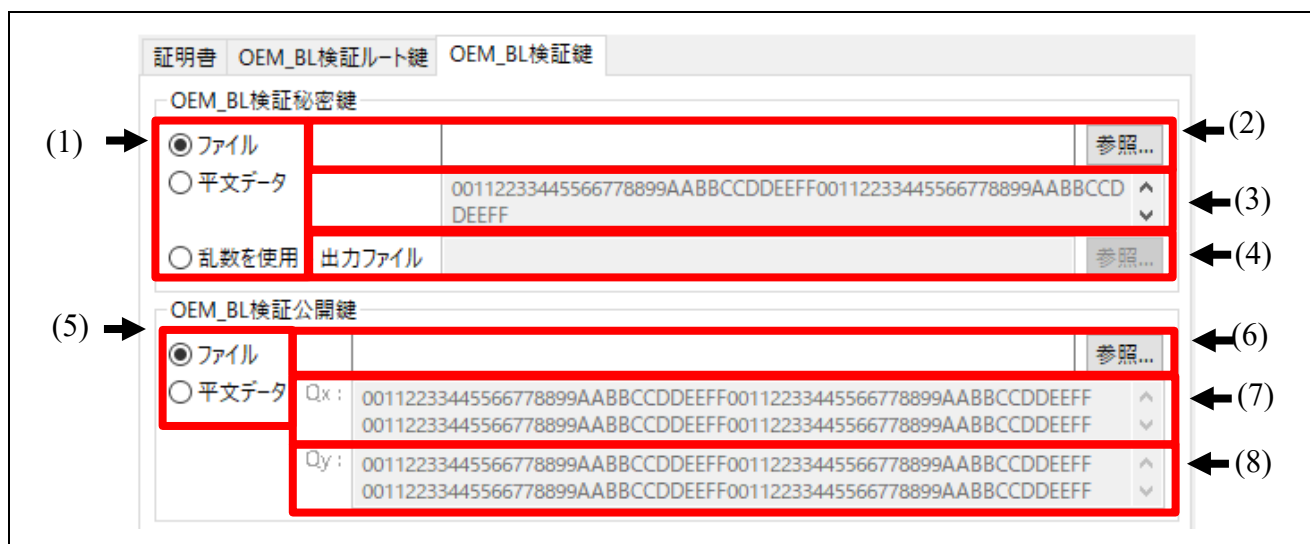 証明書 OEM_BL検証ルート鍵 OEM_BL検証鍵
OEM_BL検証秘密鍵
(1)
ファイル
参照...
(2)
平文データ
00112233445566778899AABBCCDDEEFF00112233445566778899AABBCCD
DEEFF
(3)
乱数を使用 出力ファイル
参照...
(4)
OEM_BL検証公開鍵
(5)
ファイル
参照...
(6)
平文データ
Qx :
00112233445566778899AABBCCDDEEFF00112233445566778899AABBCCDDEEFF
00112233445566778899AABBCCDDEEFF00112233445566778899AABBCCDDEEFF
(7)
Qy :
00112233445566778899AABBCCDDEEFF00112233445566778899AABBCCDDEEFF
00112233445566778899AABBCCDDEEFF00112233445566778899AABBCCDDEEFF
(8)